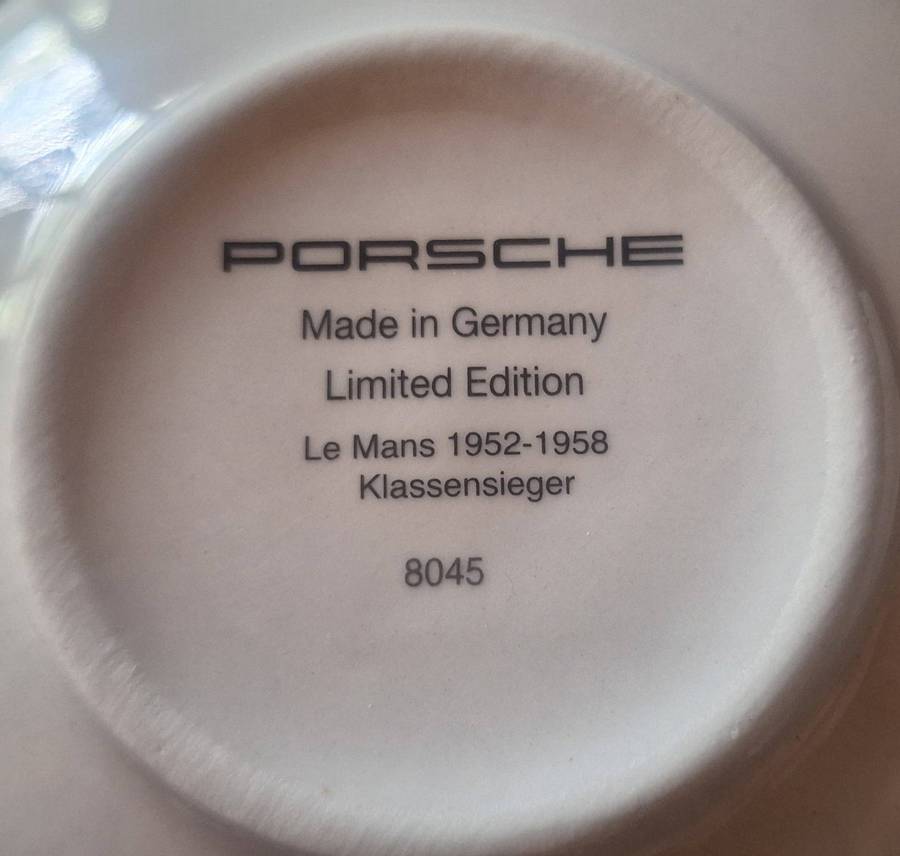 PORSCHE
Made in Germany
Limited Edition
Le Mans 1952-1958
Klassensieger
8045